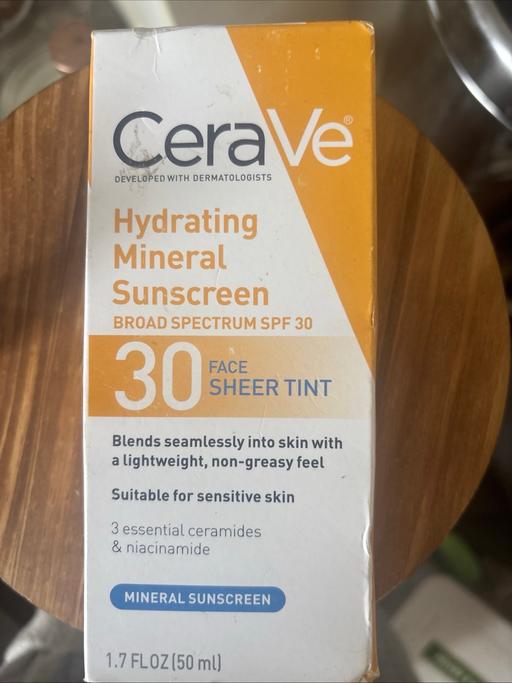 CeraVe®
DEVELOPED WITH DERMATOLOGISTS
Hydrating
Mineral
Sunscreen
BROAD SPECTRUM SPF 30
30 FACE
SHEER TINT
Blends seamlessly into skin with
a lightweight, non-greasy feel
Suitable for sensitive skin
3 essential ceramides
& niacinamide
MINERAL SUNSCREEN
1.7 FL OZ (50 ml)